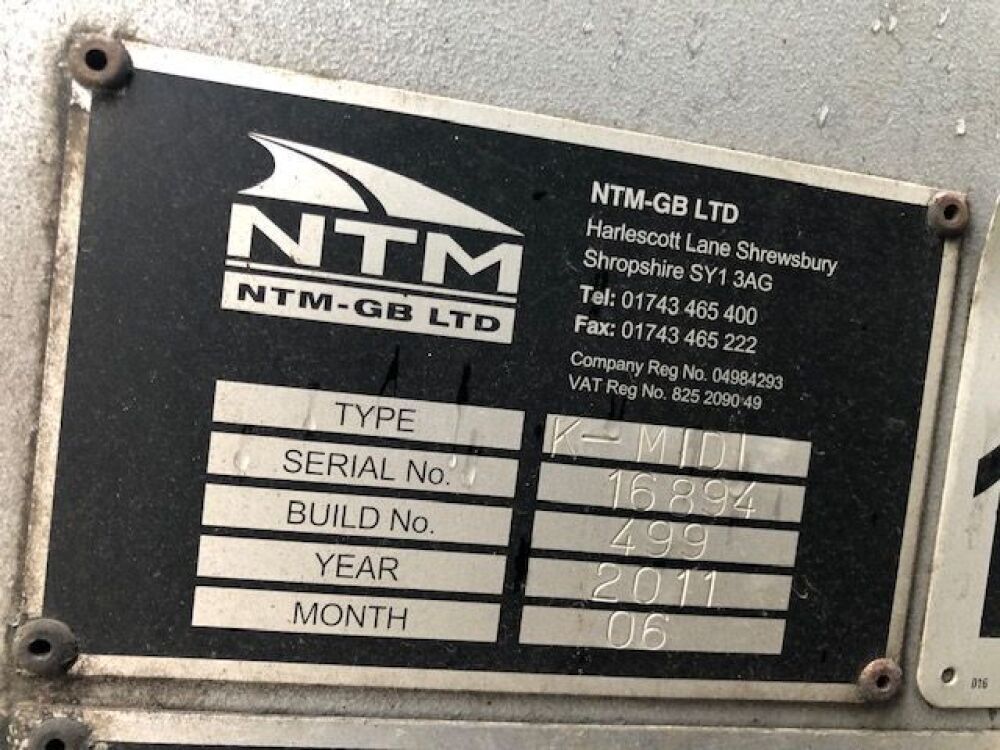 NTM
NTM-GB LTD
NTM-GB LTD
Harlescott Lane Shrewsbury
Shropshire SY1 3AG
Tel: 01743 465 400
Fax: 01743 465 222
Company Reg No. 04984293
VAT Reg No. 825 2090 49
TYPE K-MIDI
SERIAL No. 16894
BUILD No. 499
YEAR 2011
MONTH 06
D16